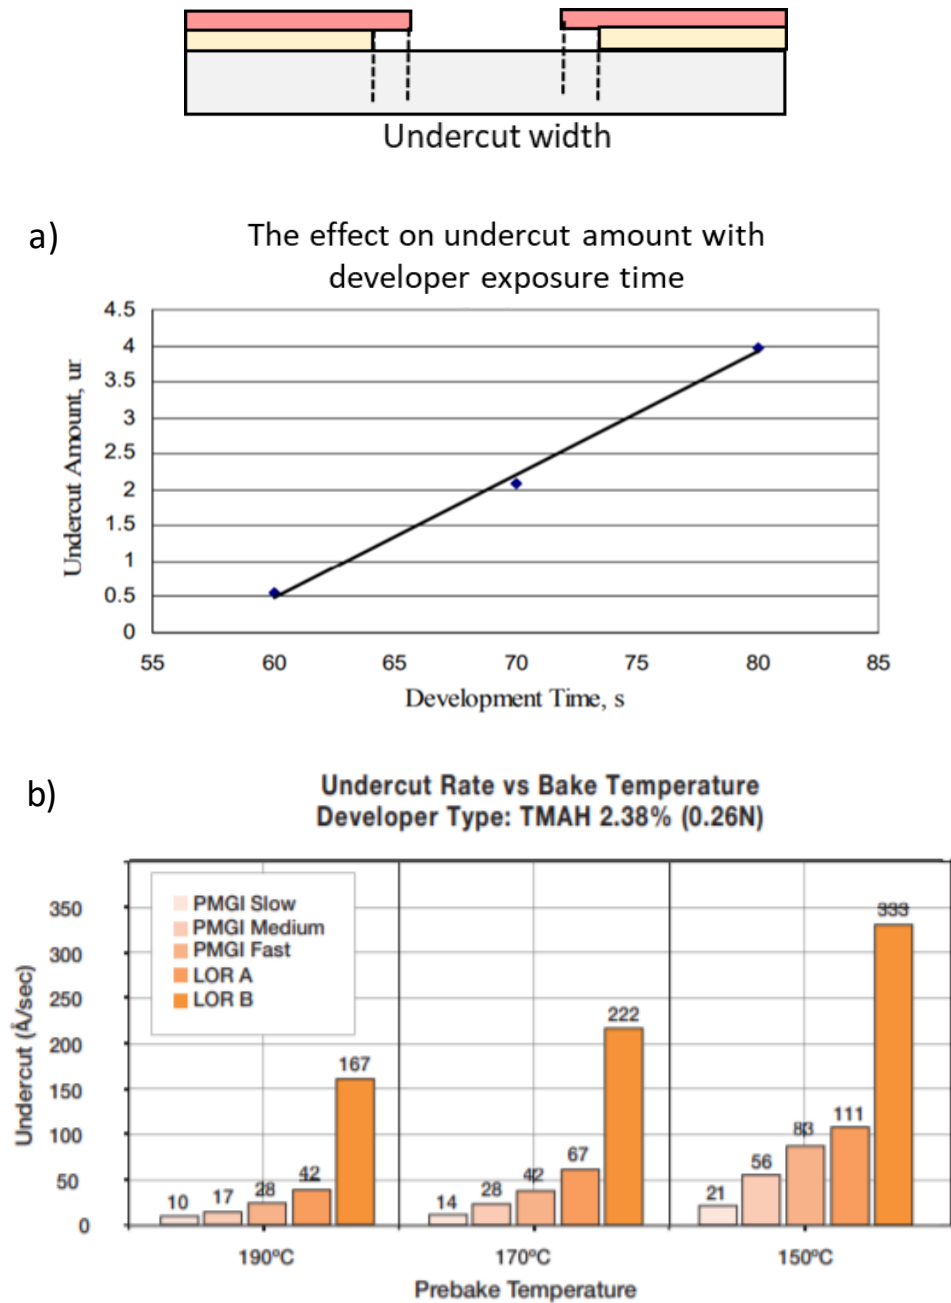 Undercut width
a)
The effect on undercut amount with
developer exposure time
4.5
4
3.5
3
2.5
2
1.5
1
0.5
0
Undercut Amount, ur
55 60 65 70 75 80 85
Development Time, s
b)
Undercut Rate vs Bake Temperature
Developer Type: TMAH 2.38% (0.26N)
PMGI Slow
PMGI Medium
PMGI Fast
LOR A
LOR B
350
300
250
200
150
100
50
0
Undercut (Å/sec)
10 17 28 42 167
14 28 42 67 222
21 56 83 111 333
190ºC 170ºC 150ºC
Prebake Temperature